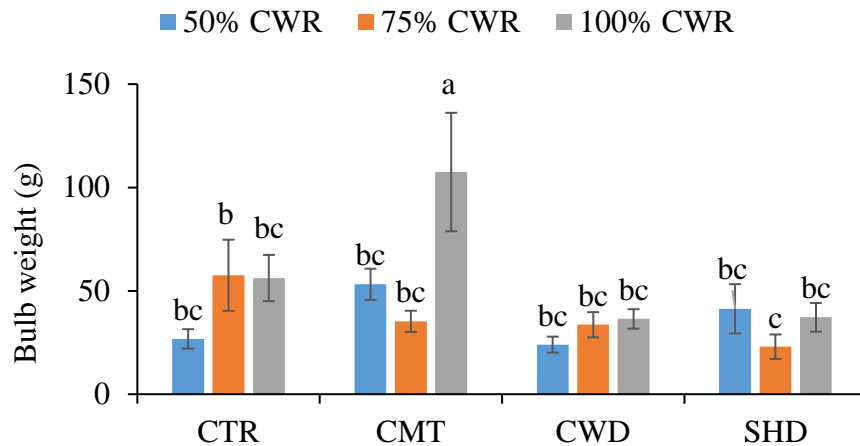 50% CWR 75% CWR 100% CWR
150
100
50
0
Bulb weight (g)
bc b bc
bc bc a
bc bc bc
bc c bc
CTR CMT CWD SHD